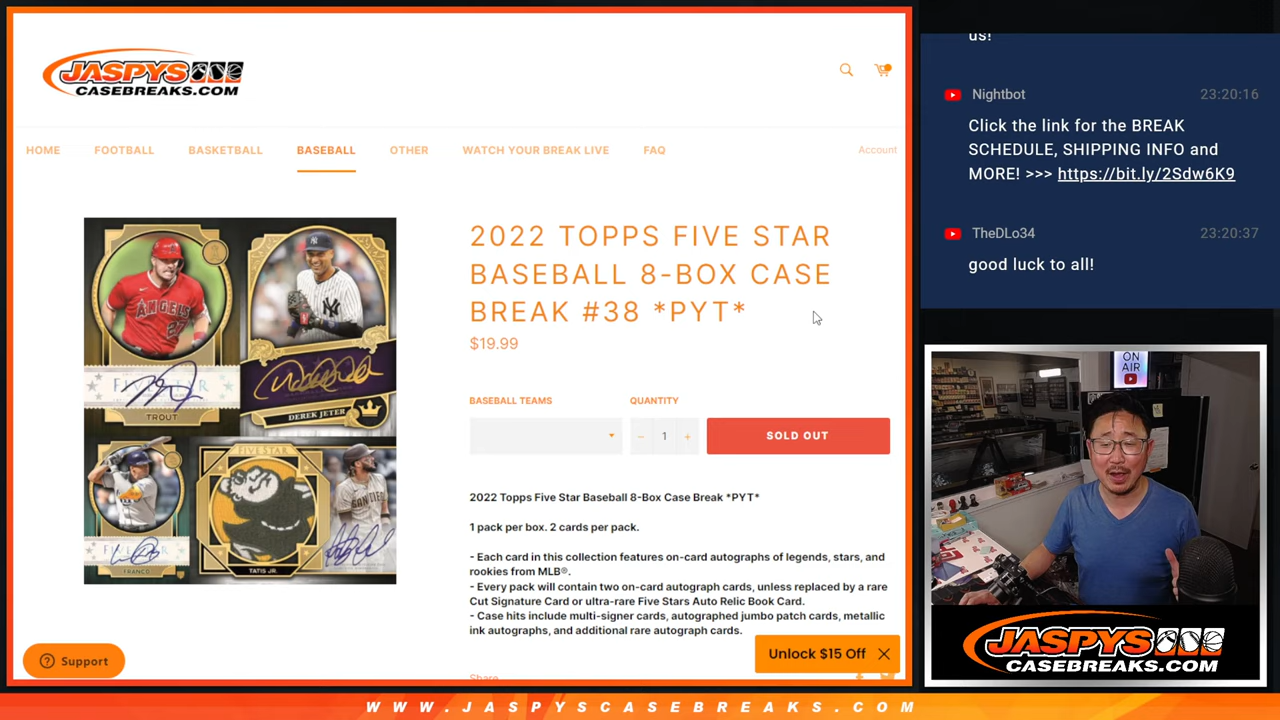 JASPYS
CASEBREAKS.COM
HOME FOOTBALL BASKETBALL BASEBALL OTHER WATCH YOUR BREAK LIVE FAQ Account
2022 TOPPS FIVE STAR
BASEBALL 8-BOX CASE
BREAK #38 *PYT*
$19.99
BASEBALL TEAMS QUANTITY
− 1 + SOLD OUT
2022 Topps Five Star Baseball 8-Box Case Break *PYT*
1 pack per box. 2 cards per pack.
- Each card in this collection features on-card autographs of legends, stars, and
rookies from MLB®.
- Every pack will contain two on-card autograph cards, unless replaced by a rare
Cut Signature Card or ultra-rare Five Stars Auto Relic Book Card.
- Case hits include multi-signer cards, autographed jumbo patch cards, metallic
ink autographs, and additional rare autograph cards.
Share
Unlock $15 Off
Support
ANGELS
27
TROUT
DEREK JETER
FIVE STAR
FRANCO
TATIS JR.
SAN DIEGO
us!
Nightbot 23:20:16
Click the link for the BREAK
SCHEDULE, SHIPPING INFO and
MORE! >>> https://bit.ly/2Sdw6K9
TheDLo34 23:20:37
good luck to all!
ON
AIR
JASPYS
CASEBREAKS.COM
WWW.JASPYSCASEBREAKS.COM